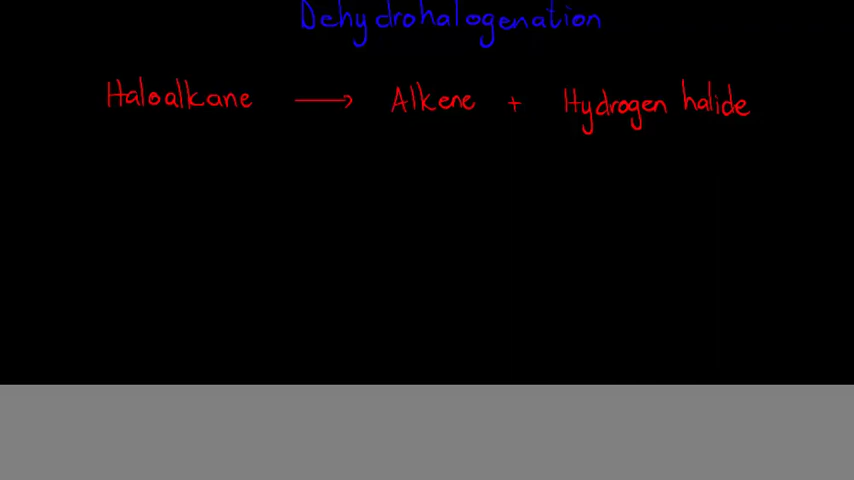 Dehydrohalogenation
Haloalkane → Alkene + Hydrogen halide